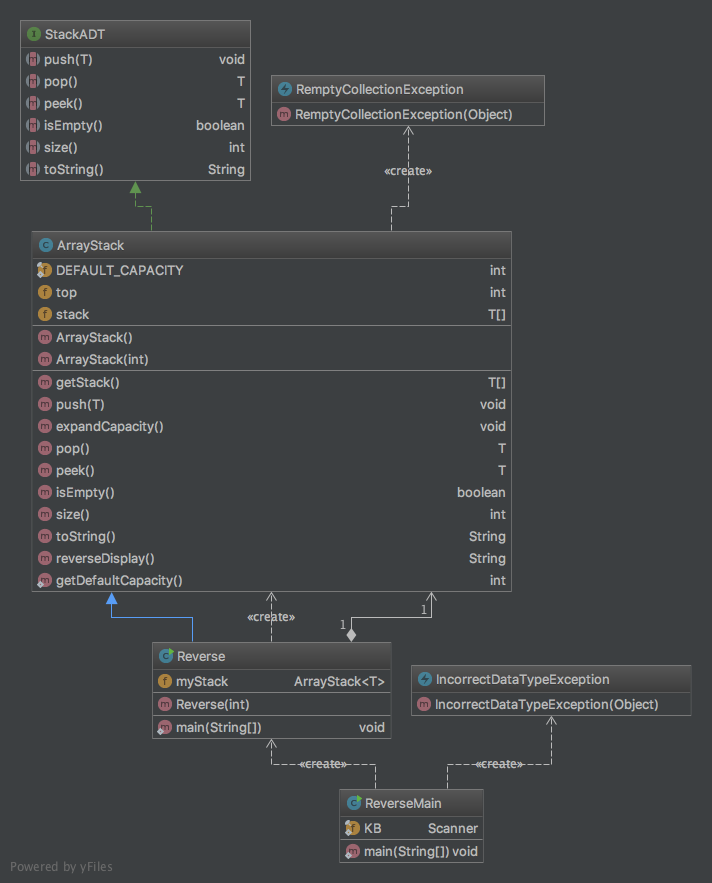 StackADT
push(T) void
pop() T
peek() T
isEmpty() boolean
size() int
toString() String
RemptyCollectionException
RemptyCollectionException(Object)
«create»
ArrayStack
DEFAULT_CAPACITY int
top int
stack T[]
ArrayStack()
ArrayStack(int)
getStack() T[]
push(T) void
expandCapacity() void
pop() T
peek() T
isEmpty() boolean
size() int
toString() String
reverseDisplay() String
getDefaultCapacity() int
«create»
1
1
Reverse
myStack ArrayStack<T>
Reverse(int)
main(String[]) void
IncorrectDataTypeException
IncorrectDataTypeException(Object)
«create»
«create»
ReverseMain
KB Scanner
main(String[]) void
Powered by yFiles